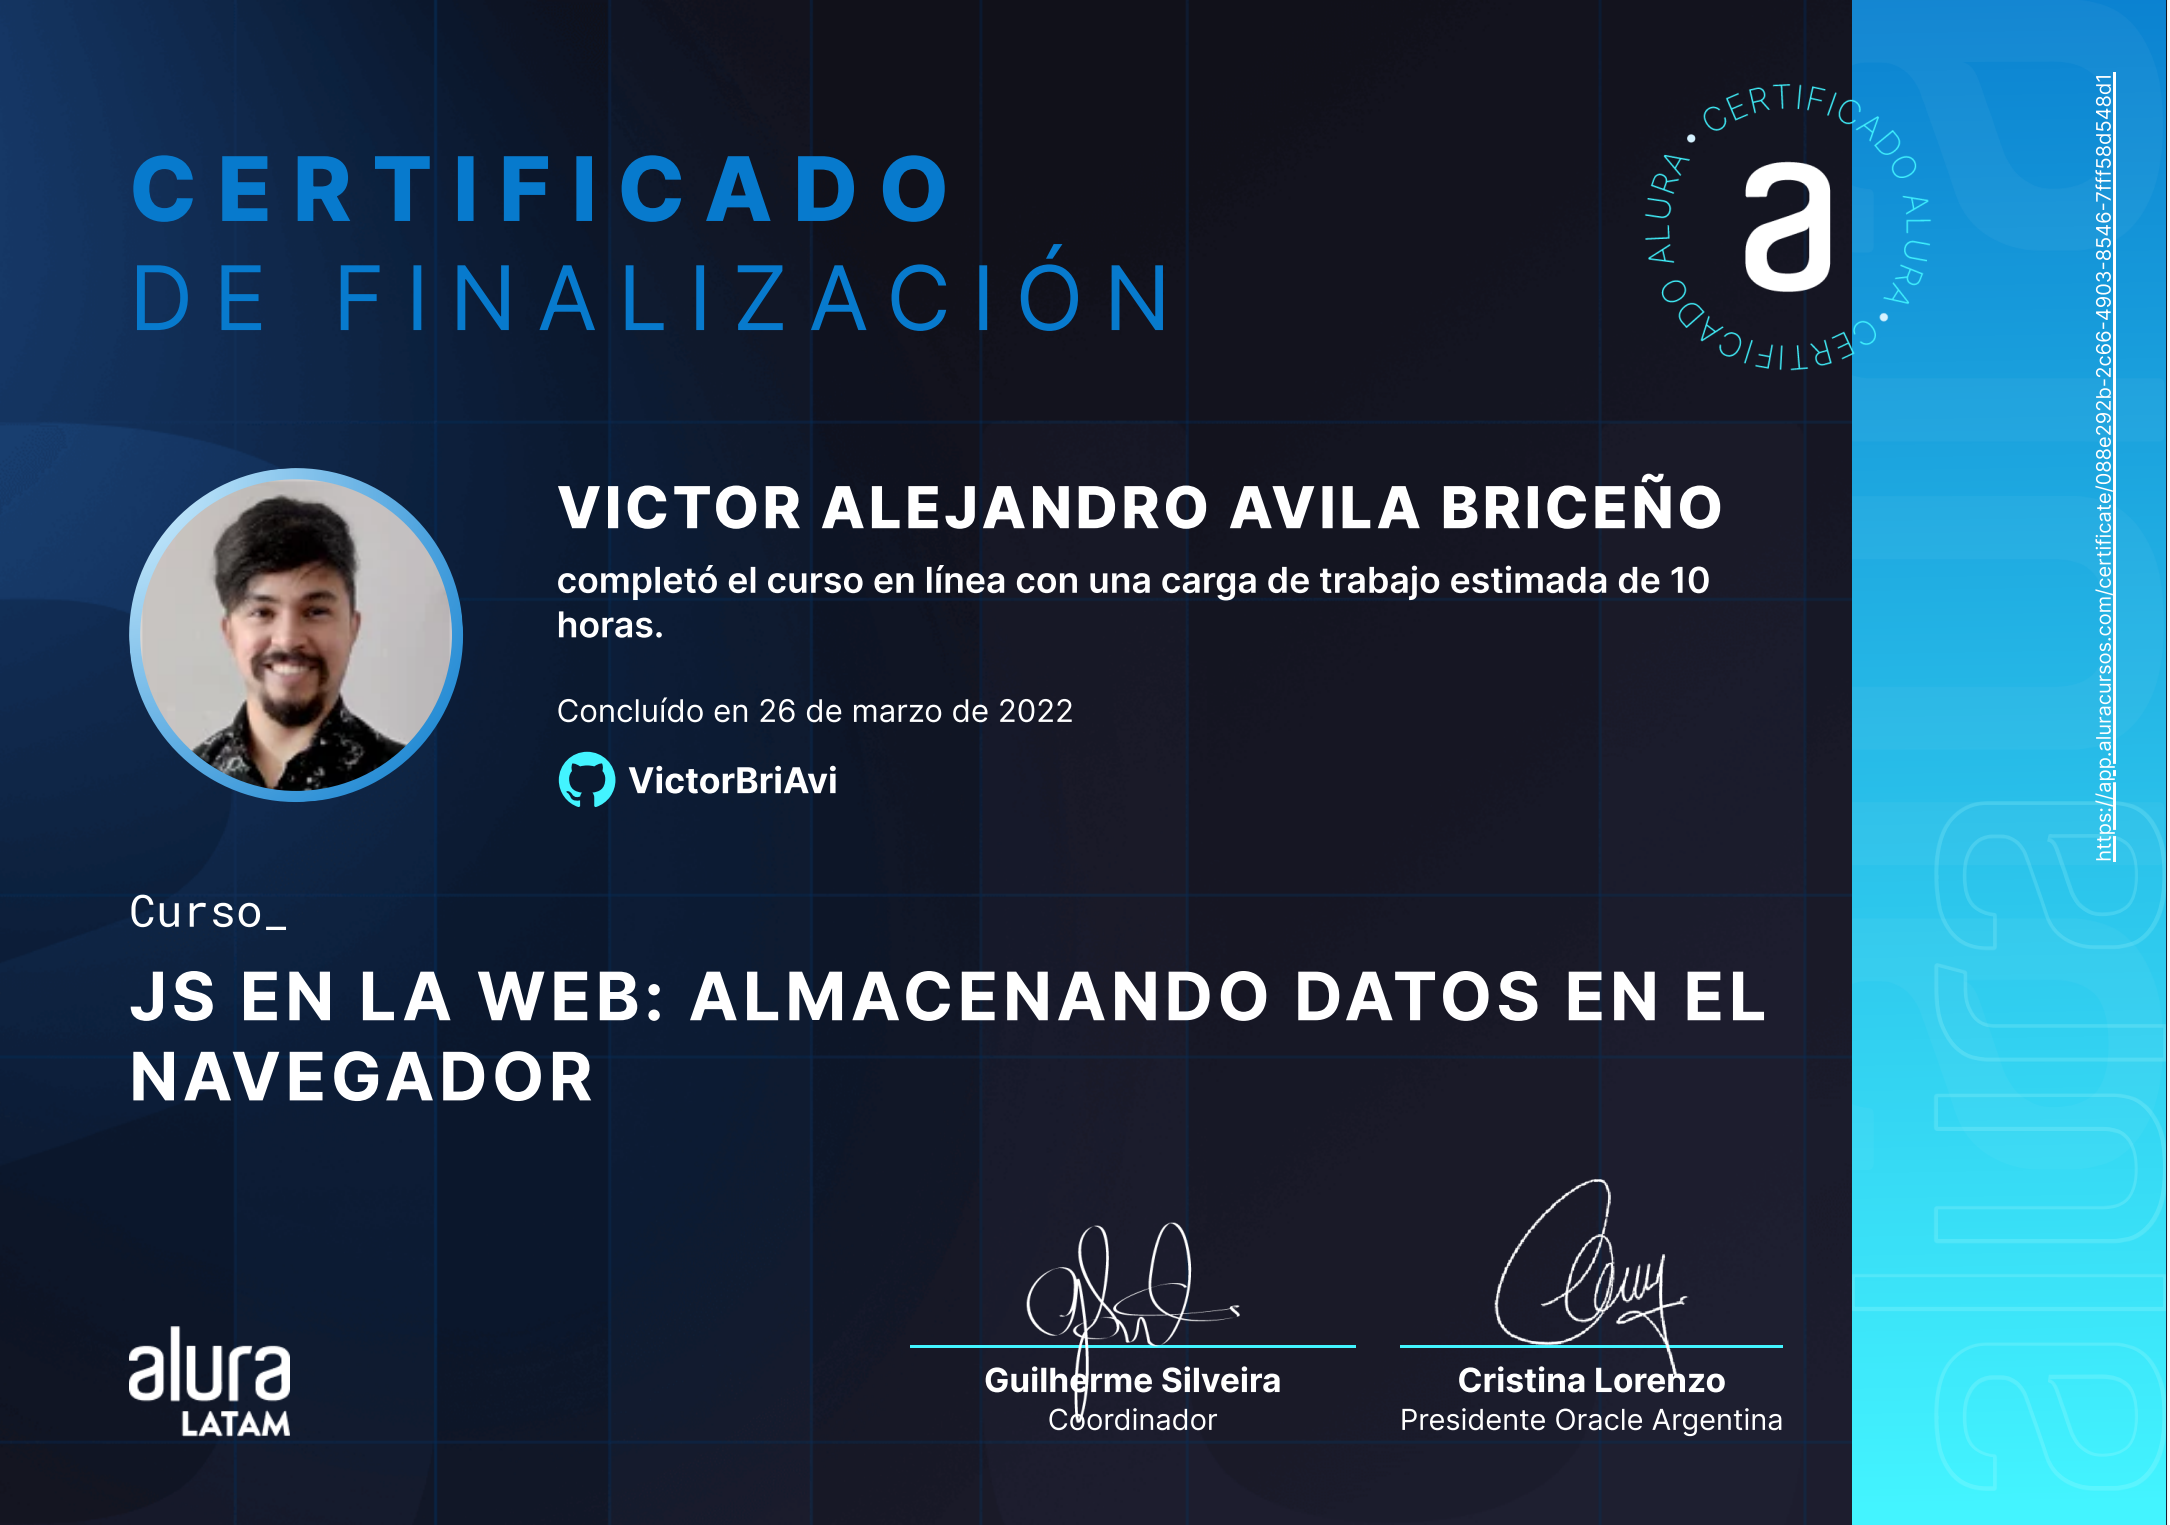 CERTIFICADO
DE FINALIZACIÓN
• CERTIFICADO ALURA • CERTIFICADO ALURA
a
https://app.aluracursos.com/certificate/088e292b-2c66-4903-8546-7fff58d548d1
VICTOR ALEJANDRO AVILA BRICEÑO
completó el curso en línea con una carga de trabajo estimada de 10
horas.
Concluído en 26 de marzo de 2022
VictorBriAvi
Curso_
JS EN LA WEB: ALMACENANDO DATOS EN EL
NAVEGADOR
alura
LATAM
Guilherme Silveira
Coordinador
Cristina Lorenzo
Presidente Oracle Argentina
alura